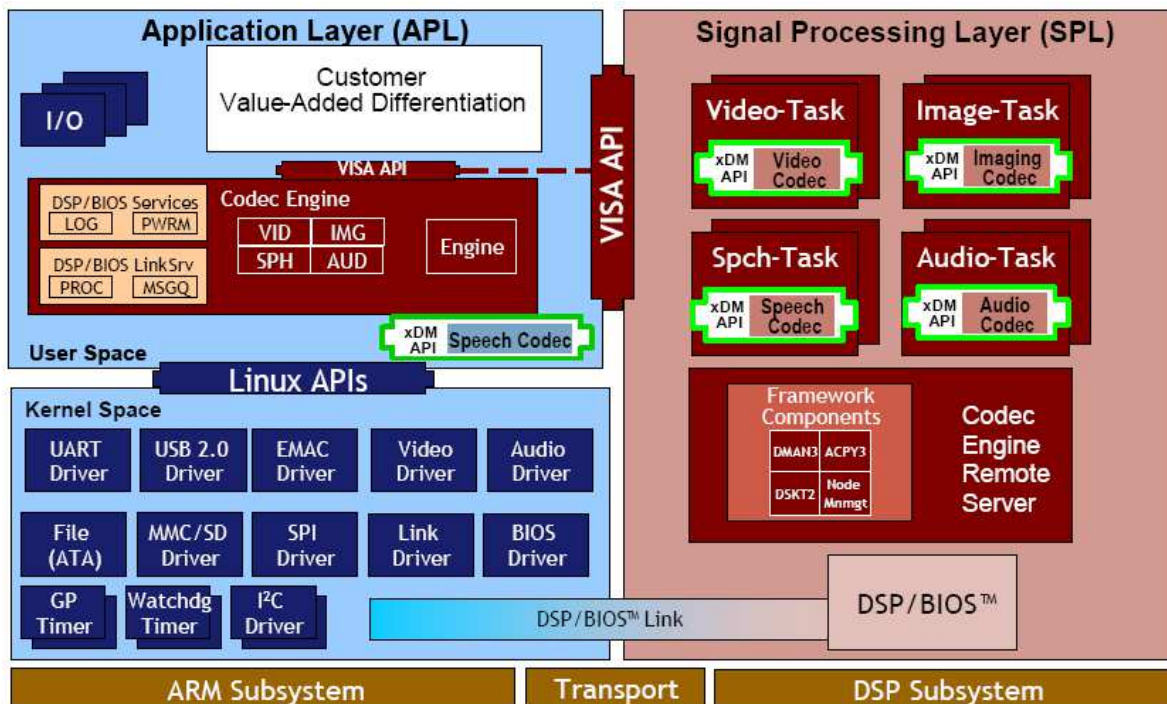 Application Layer (APL)
I/O
Customer
Value-Added Differentiation
VISA API
DSP/BIOS Services
LOG
PWRM
DSP/BIOS LinkSrv
PROC
MSGQ
Codec Engine
VID
IMG
SPH
AUD
Engine
xDM
API
Speech Codec
User Space
Linux APIs
Kernel Space
UART
Driver
USB 2.0
Driver
EMAC
Driver
Video
Driver
Audio
Driver
File
(ATA)
MMC/SD
Driver
SPI
Driver
Link
Driver
BIOS
Driver
GP
Timer
Watchdg
Timer
I²C
Driver
DSP/BIOS™ Link
VISA API
Signal Processing Layer (SPL)
Video-Task
xDM
API
Video
Codec
Image-Task
xDM
API
Imaging
Codec
Spch-Task
xDM
API
Speech
Codec
Audio-Task
xDM
API
Audio
Codec
Framework
Components
DMAN3
ACPY3
DSKT2
Node
Mnmgt
Codec
Engine
Remote
Server
DSP/BIOS™
ARM Subsystem
Transport
DSP Subsystem